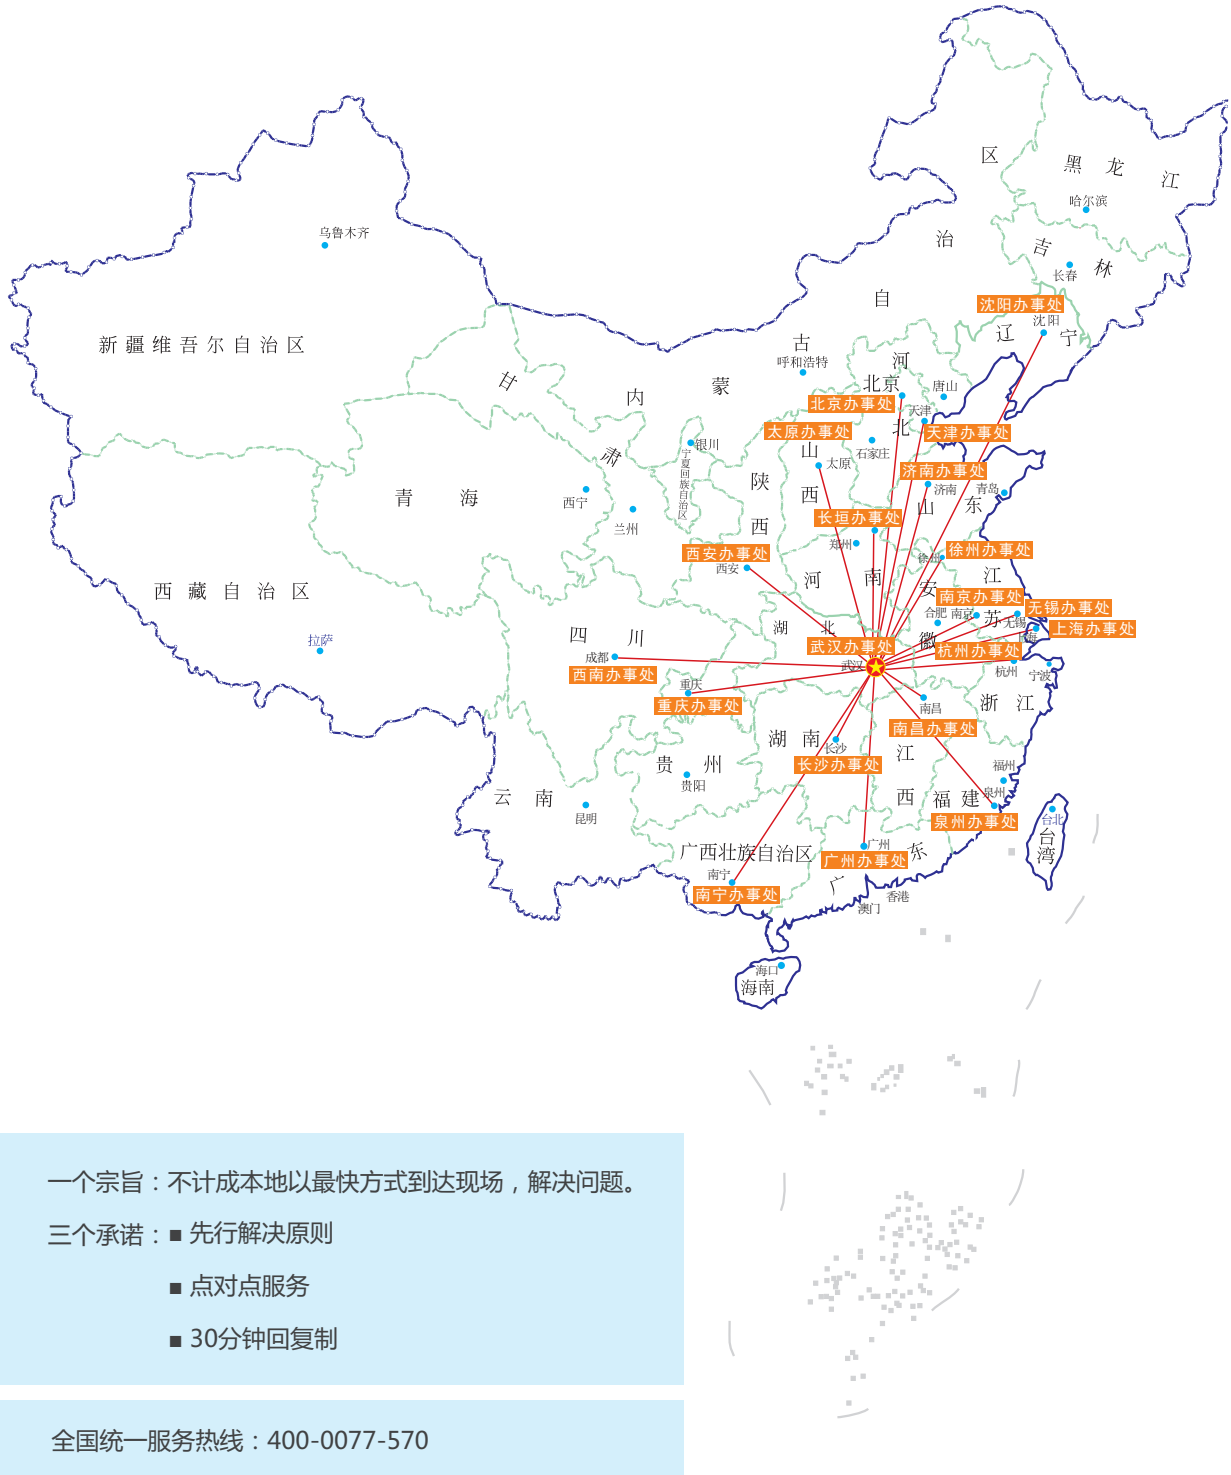 黑龙江
哈尔滨
吉林
长春
沈阳办事处
沈阳
辽宁
内蒙古自治区
呼和浩特
乌鲁木齐
新疆维吾尔自治区
甘肃
河北
北京
北京办事处
唐山
天津
天津办事处
太原办事处
太原
山西
石家庄
银川
宁夏回族自治区
陕西
济南办事处
济南
青岛
山东
青海
西宁
兰州
长垣办事处
郑州
西安办事处
西安
河南
徐州办事处
徐州
江苏
安徽
南京办事处
合肥
南京
无锡办事处
无锡
上海办事处
上海
西藏自治区
拉萨
四川
成都
西南办事处
湖北
武汉办事处
武汉
杭州办事处
杭州
宁波
浙江
重庆
重庆办事处
南昌
南昌办事处
湖南
长沙
长沙办事处
江西
贵州
贵阳
福州
泉州
福建
泉州办事处
云南
昆明
台北
台湾
广西壮族自治区
南宁
南宁办事处
广州
广州办事处
广东
香港
澳门
海口
海南
一个宗旨：不计成本地以最快方式到达现场，解决问题。
三个承诺：■ 先行解决原则
■ 点对点服务
■ 30分钟回复制
全国统一服务热线：400-0077-570